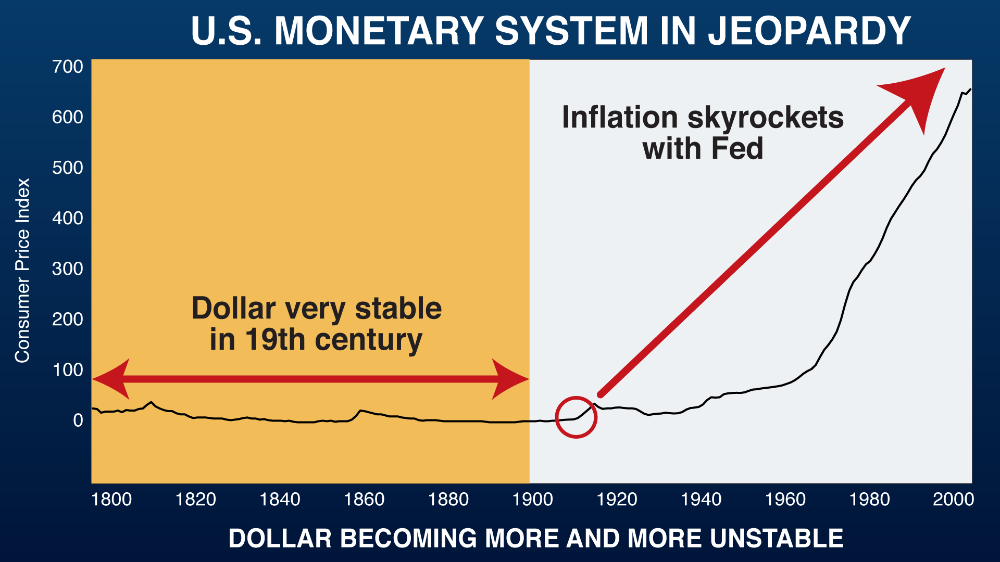 U.S. MONETARY SYSTEM IN JEOPARDY
700
600
500
400
300
200
100
0
Consumer Price Index
Inflation skyrockets
with Fed
Dollar very stable
in 19th century
1800 1820 1840 1860 1880 1900 1920 1940 1960 1980 2000
DOLLAR BECOMING MORE AND MORE UNSTABLE